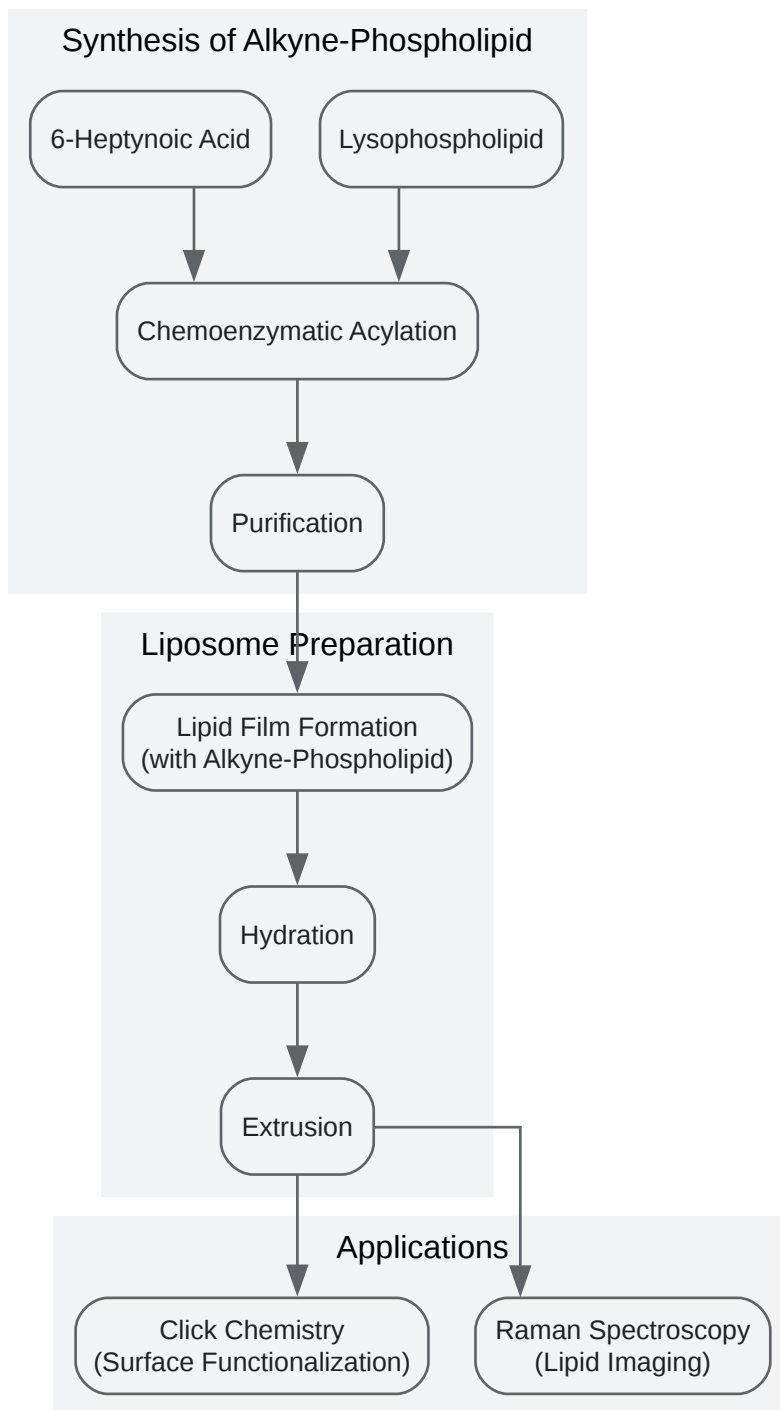 Synthesis of Alkyne-Phospholipid
6-Heptynoic Acid
Lysophospholipid
Chemoenzymatic Acylation
Purification
Liposome Preparation
Lipid Film Formation
(with Alkyne-Phospholipid)
Hydration
Extrusion
Applications
Click Chemistry
(Surface Functionalization)
Raman Spectroscopy
(Lipid Imaging)